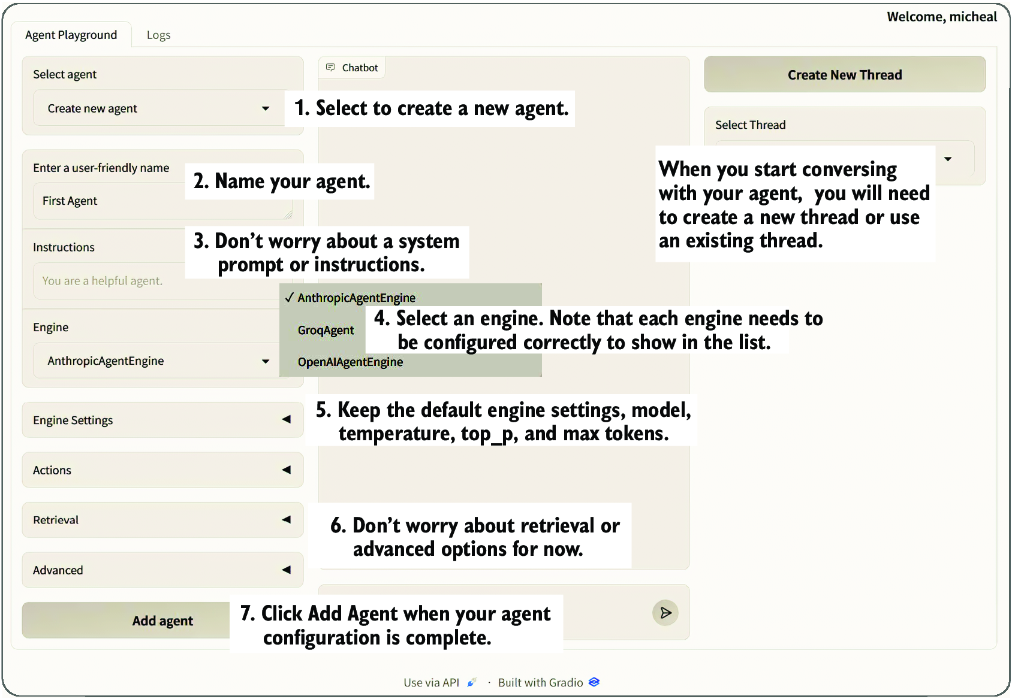 Welcome, micheal
Agent Playground
Logs
Select agent
Create new agent
1. Select to create a new agent.
Enter a user-friendly name
First Agent
2. Name your agent.
Instructions
You are a helpful agent.
3. Don't worry about a system
prompt or instructions.
Engine
AnthropicAgentEngine
✓ AnthropicAgentEngine
GroqAgent
OpenAIAgentEngine
4. Select an engine. Note that each engine needs to
be configured correctly to show in the list.
Engine Settings
5. Keep the default engine settings, model,
temperature, top_p, and max tokens.
Actions
Retrieval
Advanced
6. Don't worry about retrieval or
advanced options for now.
Add agent
7. Click Add Agent when your agent
configuration is complete.
Chatbot
Create New Thread
Select Thread
When you start conversing
with your agent, you will need
to create a new thread or use
an existing thread.
Use via API · Built with Gradio